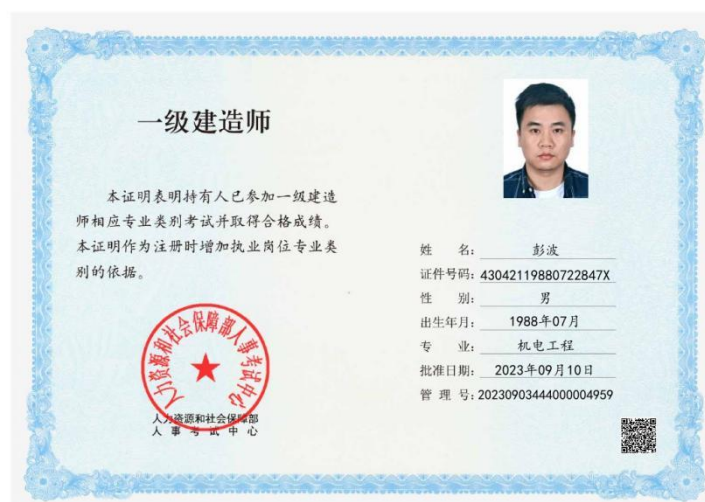 一级建造师
本证明表明持有人已参加一级建造
师相应专业类别考试并取得合格成绩。
本证明作为注册时增加执业岗位专业类
别的依据。
人力资源和社会保障部人事考试中心
人力资源和社会保障部
人事考试中心
姓 名: 彭波
证件号码: 43042119880722847X
性 别: 男
出生年月: 1988年07月
专 业: 机电工程
批准日期: 2023年09月10日
管 理 号: 20230903444000004959